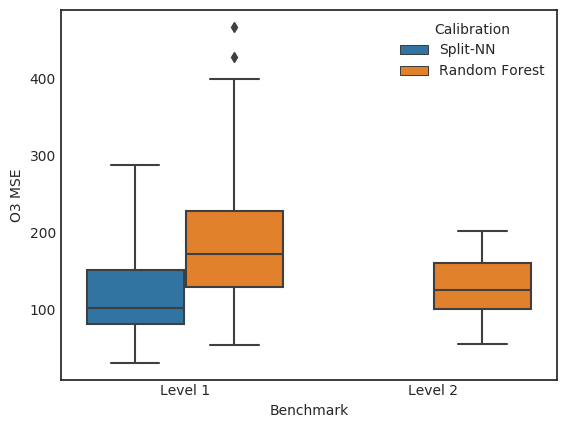 Calibration
Split-NN
Random Forest
400
300
200
100
O3 MSE
Level 1
Level 2
Benchmark